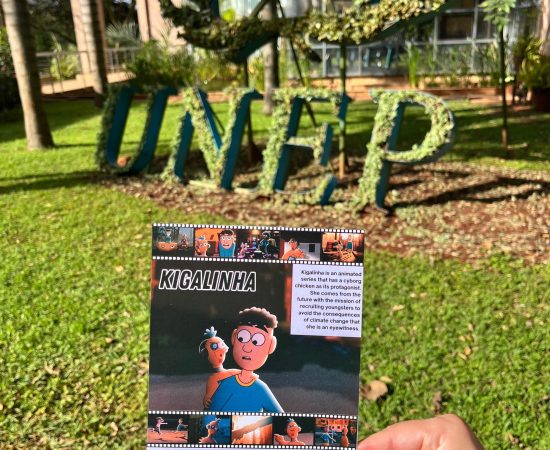 UNEP
KIGALINHA
Kigalinha is an animated
series that has a cyborg
chicken as its protagonist.
She comes from the
future with the mission of
recruiting youngsters to
avoid the consequences
of climate change that
she is an eyewitness.